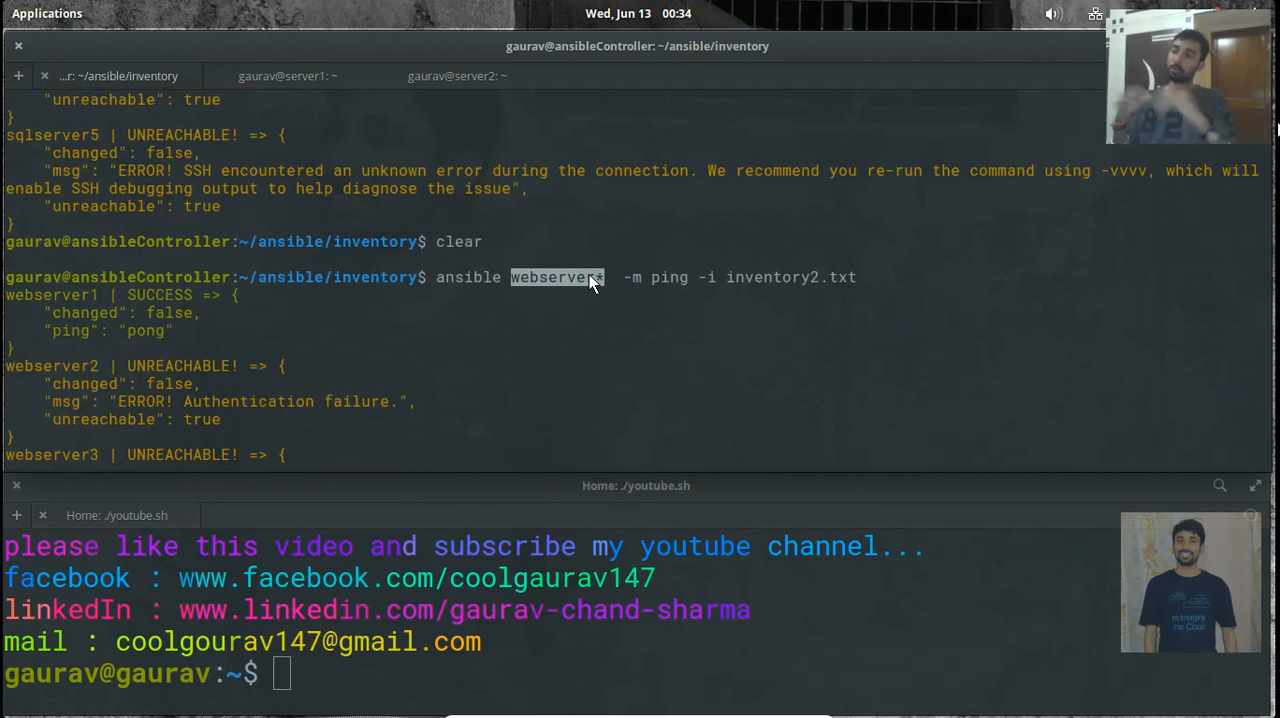 Applications
Wed, Jun 13 00:34
gaurav@ansibleController: ~/ansible/inventory
...r: ~/ansible/inventory
gaurav@server1: ~
gaurav@server2: ~
"unreachable": true
}
sqlserver5 | UNREACHABLE! => {
"changed": false,
"msg": "ERROR! SSH encountered an unknown error during the connection. We recommend you re-run the command using -vvvv, which will
enable SSH debugging output to help diagnose the issue",
"unreachable": true
}
gaurav@ansibleController:~/ansible/inventory$ clear
gaurav@ansibleController:~/ansible/inventory$ ansible webserver* -m ping -i inventory2.txt
webserver1 | SUCCESS => {
"changed": false,
"ping": "pong"
}
webserver2 | UNREACHABLE! => {
"changed": false,
"msg": "ERROR! Authentication failure.",
"unreachable": true
}
webserver3 | UNREACHABLE! => {
Home: ./youtube.sh
Home: ./youtube.sh
please like this video and subscribe my youtube channel...
facebook : www.facebook.com/coolgaurav147
linkedIn : www.linkedin.com/gaurav-chand-sharma
mail : coolgourav147@gmail.com
gaurav@gaurav:~$